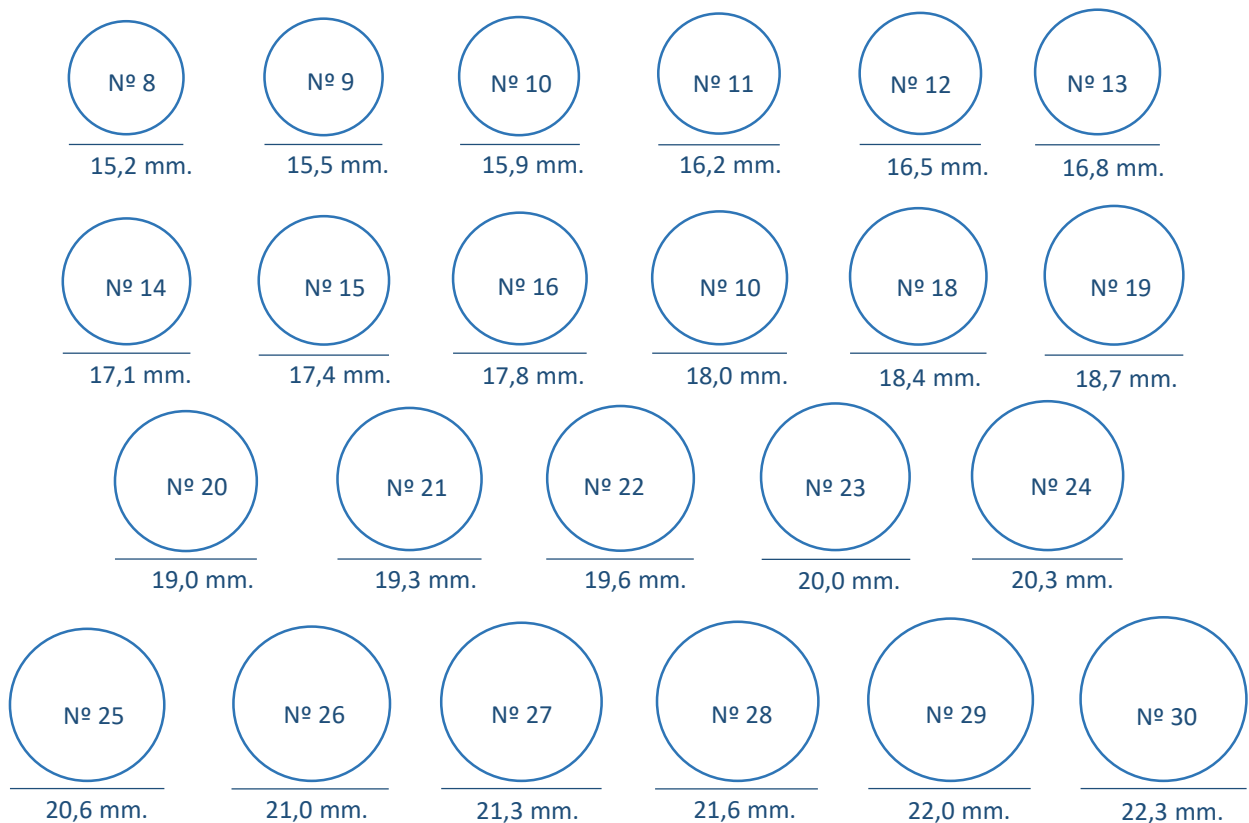 Nº 8 Nº 9 Nº 10 Nº 11 Nº 12 Nº 13
15,2 mm. 15,5 mm. 15,9 mm. 16,2 mm. 16,5 mm. 16,8 mm.
Nº 14 Nº 15 Nº 16 Nº 10 Nº 18 Nº 19
17,1 mm. 17,4 mm. 17,8 mm. 18,0 mm. 18,4 mm. 18,7 mm.
Nº 20 Nº 21 Nº 22 Nº 23 Nº 24
19,0 mm. 19,3 mm. 19,6 mm. 20,0 mm. 20,3 mm.
Nº 25 Nº 26 Nº 27 Nº 28 Nº 29 Nº 30
20,6 mm. 21,0 mm. 21,3 mm. 21,6 mm. 22,0 mm. 22,3 mm.